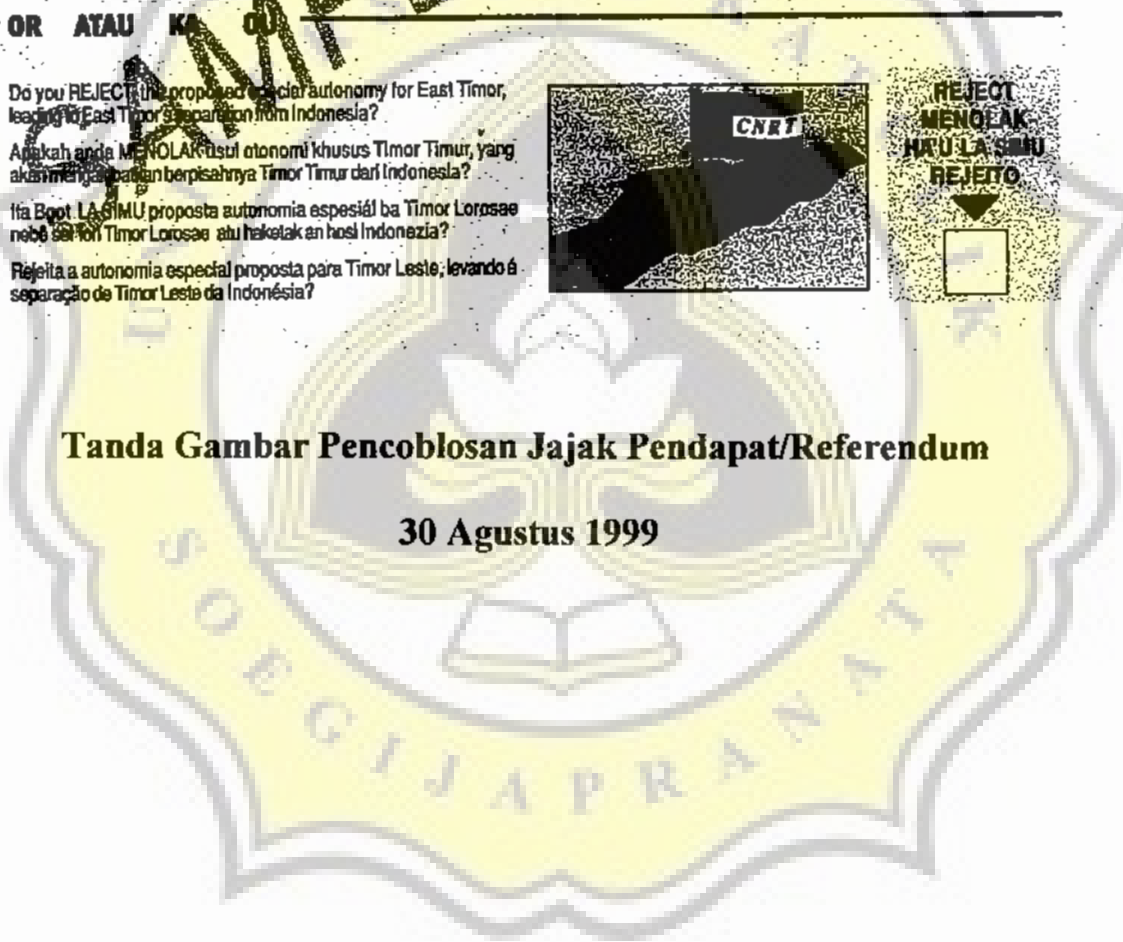 OR ATAU KA OU
Do you REJECT the proposed special autonomy for East Timor,
leading to East Timor's separation from Indonesia?
Apakah anda MENOLAK usul otonomi khusus Timor Timur, yang
akan mengakibatkan berpisahnya Timor Timur dari Indonesia?
Ita Boot LA SIMU proposta autonomia espesiál ba Timor Lorosae
nebé sei Timor Lorosae atu haketak an hosi Indonezia?
Rejeita a autonomia especial proposta para Timor Leste, levando á
separação de Timor Leste da Indonésia?
CNRT
REJECT
MENOLAK
HA'U LA SIMU
REJEITO
Tanda Gambar Pencoblosan Jajak Pendapat/Referendum
30 Agustus 1999
SOEGIJAPRANATA